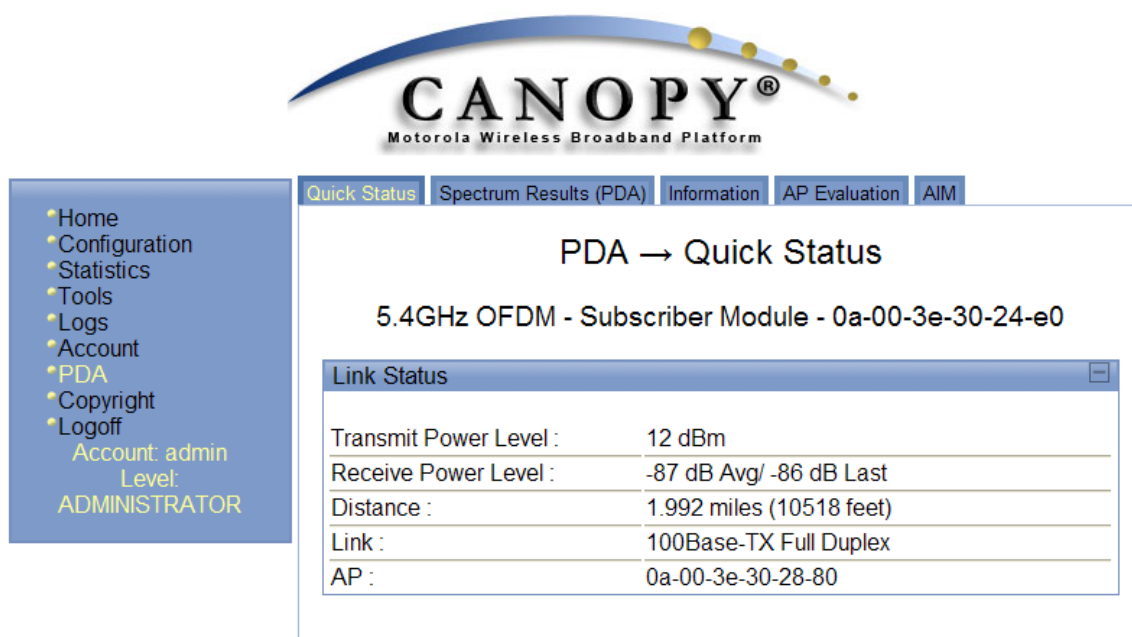 CANOPY®
Motorola Wireless Broadband Platform
Home
Configuration
Statistics
Tools
Logs
Account
PDA
Copyright
Logoff
Account: admin
Level:
ADMINISTRATOR
Quick Status Spectrum Results (PDA) Information AP Evaluation AIM
PDA → Quick Status
5.4GHz OFDM - Subscriber Module - 0a-00-3e-30-24-e0
Link Status
Transmit Power Level : 12 dBm
Receive Power Level : -87 dB Avg/ -86 dB Last
Distance : 1.992 miles (10518 feet)
Link : 100Base-TX Full Duplex
AP : 0a-00-3e-30-28-80